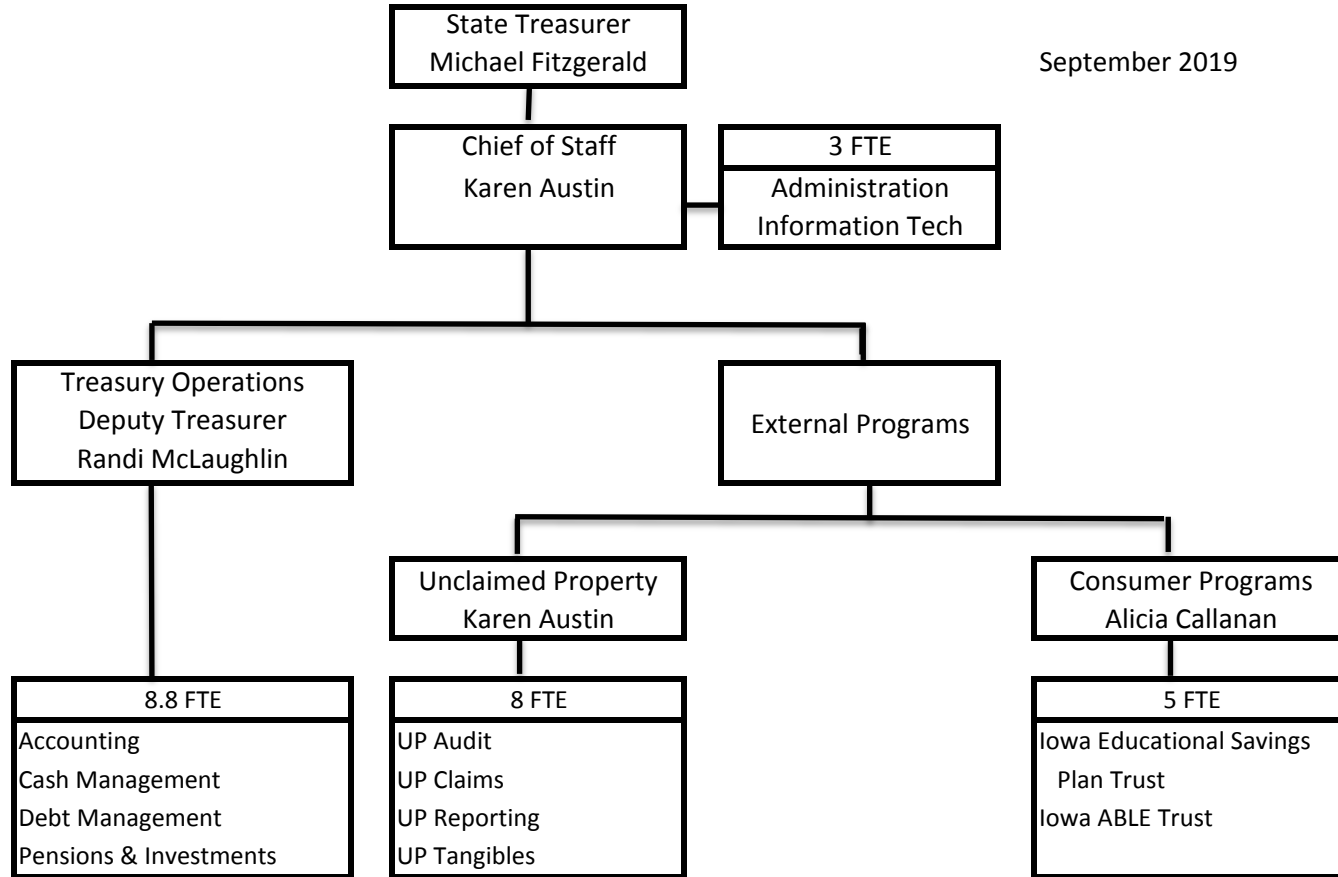 State Treasurer
Michael Fitzgerald
September 2019
Chief of Staff
Karen Austin
3 FTE
Administration
Information Tech
Treasury Operations
Deputy Treasurer
Randi McLaughlin
External Programs
Unclaimed Property
Karen Austin
Consumer Programs
Alicia Callanan
8.8 FTE
Accounting
Cash Management
Debt Management
Pensions & Investments
8 FTE
UP Audit
UP Claims
UP Reporting
UP Tangibles
5 FTE
Iowa Educational Savings
Plan Trust
Iowa ABLE Trust